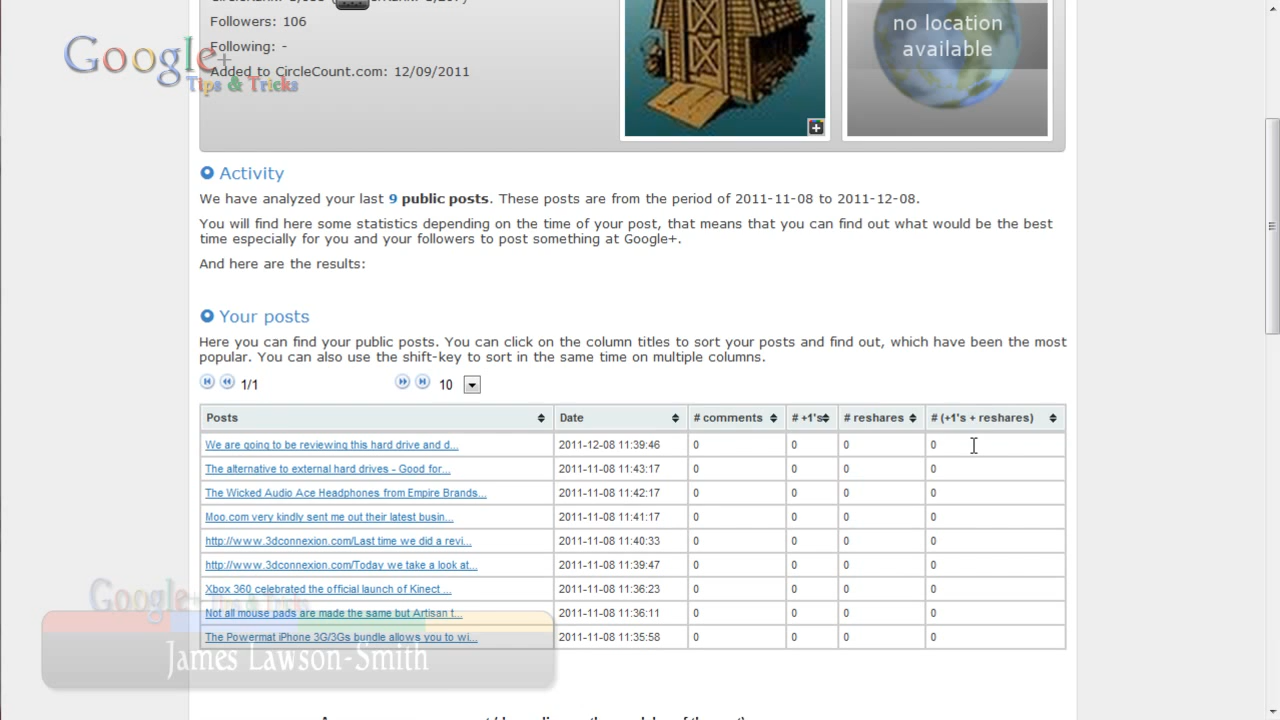 Followers: 106
Following: -
Added to CircleCount.com: 12/09/2011
Google+
Tips & Tricks
no location
available
Activity
We have analyzed your last 9 public posts. These posts are from the period of 2011-11-08 to 2011-12-08.
You will find here some statistics depending on the time of your post, that means that you can find out what would be the best
time especially for you and your followers to post something at Google+.
And here are the results:
Your posts
Here you can find your public posts. You can click on the column titles to sort your posts and find out, which have been the most
popular. You can also use the shift-key to sort in the same time on multiple columns.
1/1 10
Posts Date # comments # +1's # reshares # (+1's + reshares)
We are going to be reviewing this hard drive and d... 2011-12-08 11:39:46 0 0 0 0
The alternative to external hard drives - Good for... 2011-11-08 11:43:17 0 0 0 0
The Wicked Audio Ace Headphones from Empire Brands... 2011-11-08 11:42:17 0 0 0 0
Moo.com very kindly sent me out their latest busin... 2011-11-08 11:41:17 0 0 0 0
http://www.3dconnexion.com/Last time we did a revi... 2011-11-08 11:40:33 0 0 0 0
http://www.3dconnexion.com/Today we take a look at... 2011-11-08 11:39:47 0 0 0 0
Xbox 360 celebrated the official launch of Kinect ... 2011-11-08 11:36:23 0 0 0 0
Not all mouse pads are made the same but Artisan t... 2011-11-08 11:36:11 0 0 0 0
The Powermat iPhone 3G/3Gs bundle allows you to wi... 2011-11-08 11:35:58 0 0 0 0
Google+ Tips & Tricks
James Lawson-Smith